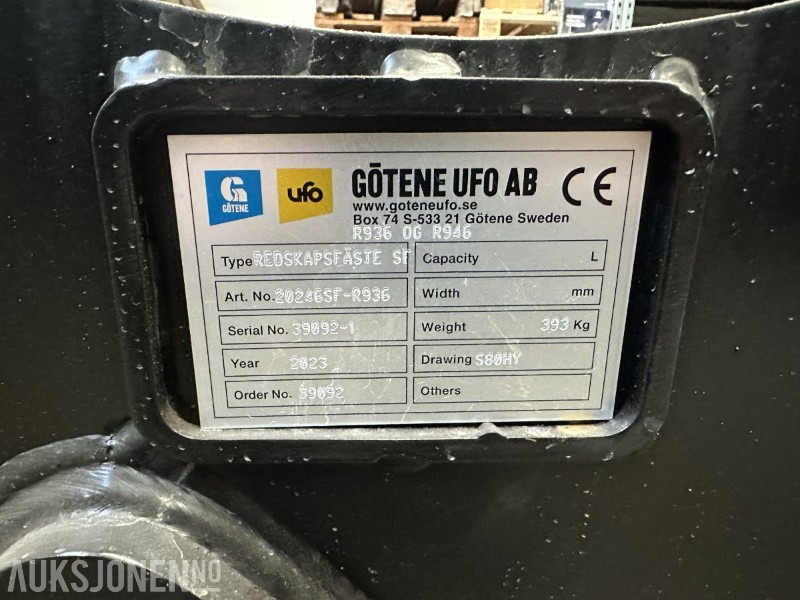 GÖTENE
ufo
GÖTENE UFO AB CE
www.goteneufo.se
Box 74 S-533 21 Götene Sweden
R936 OG R946
Type REDSKAPSFÄSTE SF
Capacity L
Art. No. 20246SF-R936
Width mm
Serial No. 39092-1
Weight 393 Kg
Year 2023
Drawing S80HY
Order No. 39092
Others
AUKSJONEN.NO